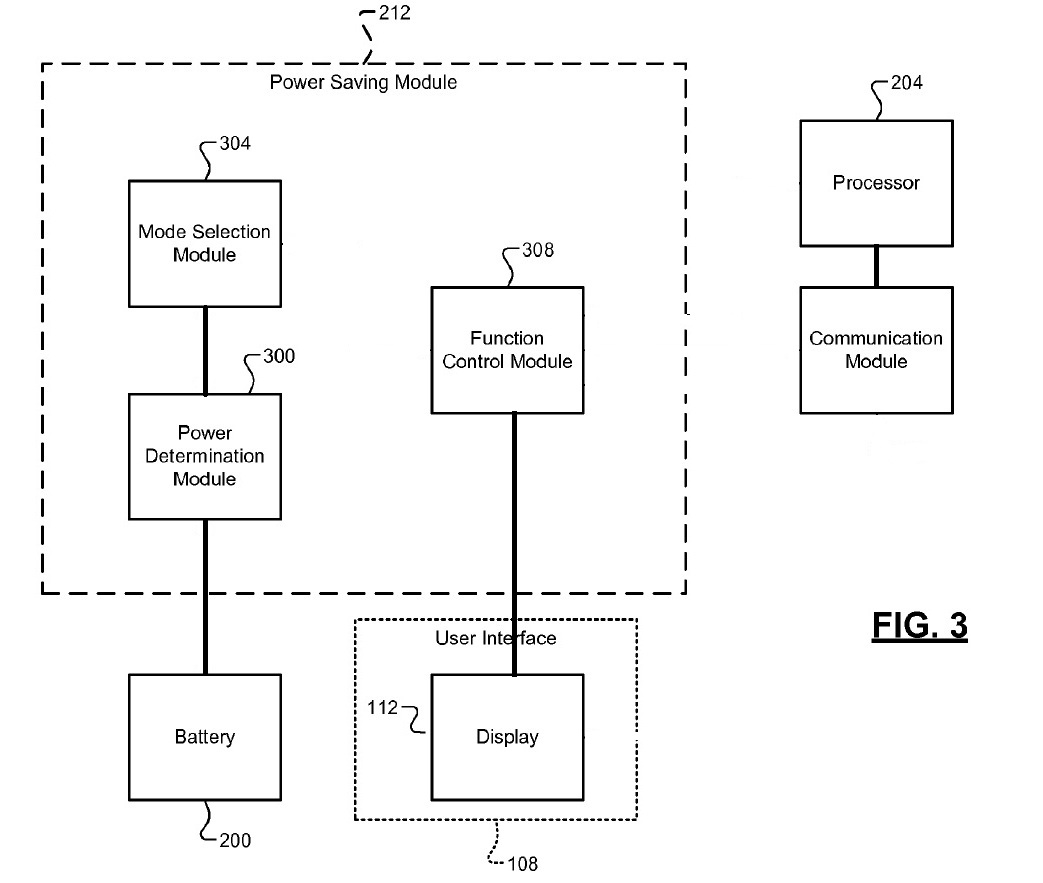 212
Power Saving Module
204
304
Processor
Mode Selection
Module
308
Function
Control Module
Communication
Module
300
Power
Determination
Module
FIG. 3
User Interface
112
Battery
Display
200
108